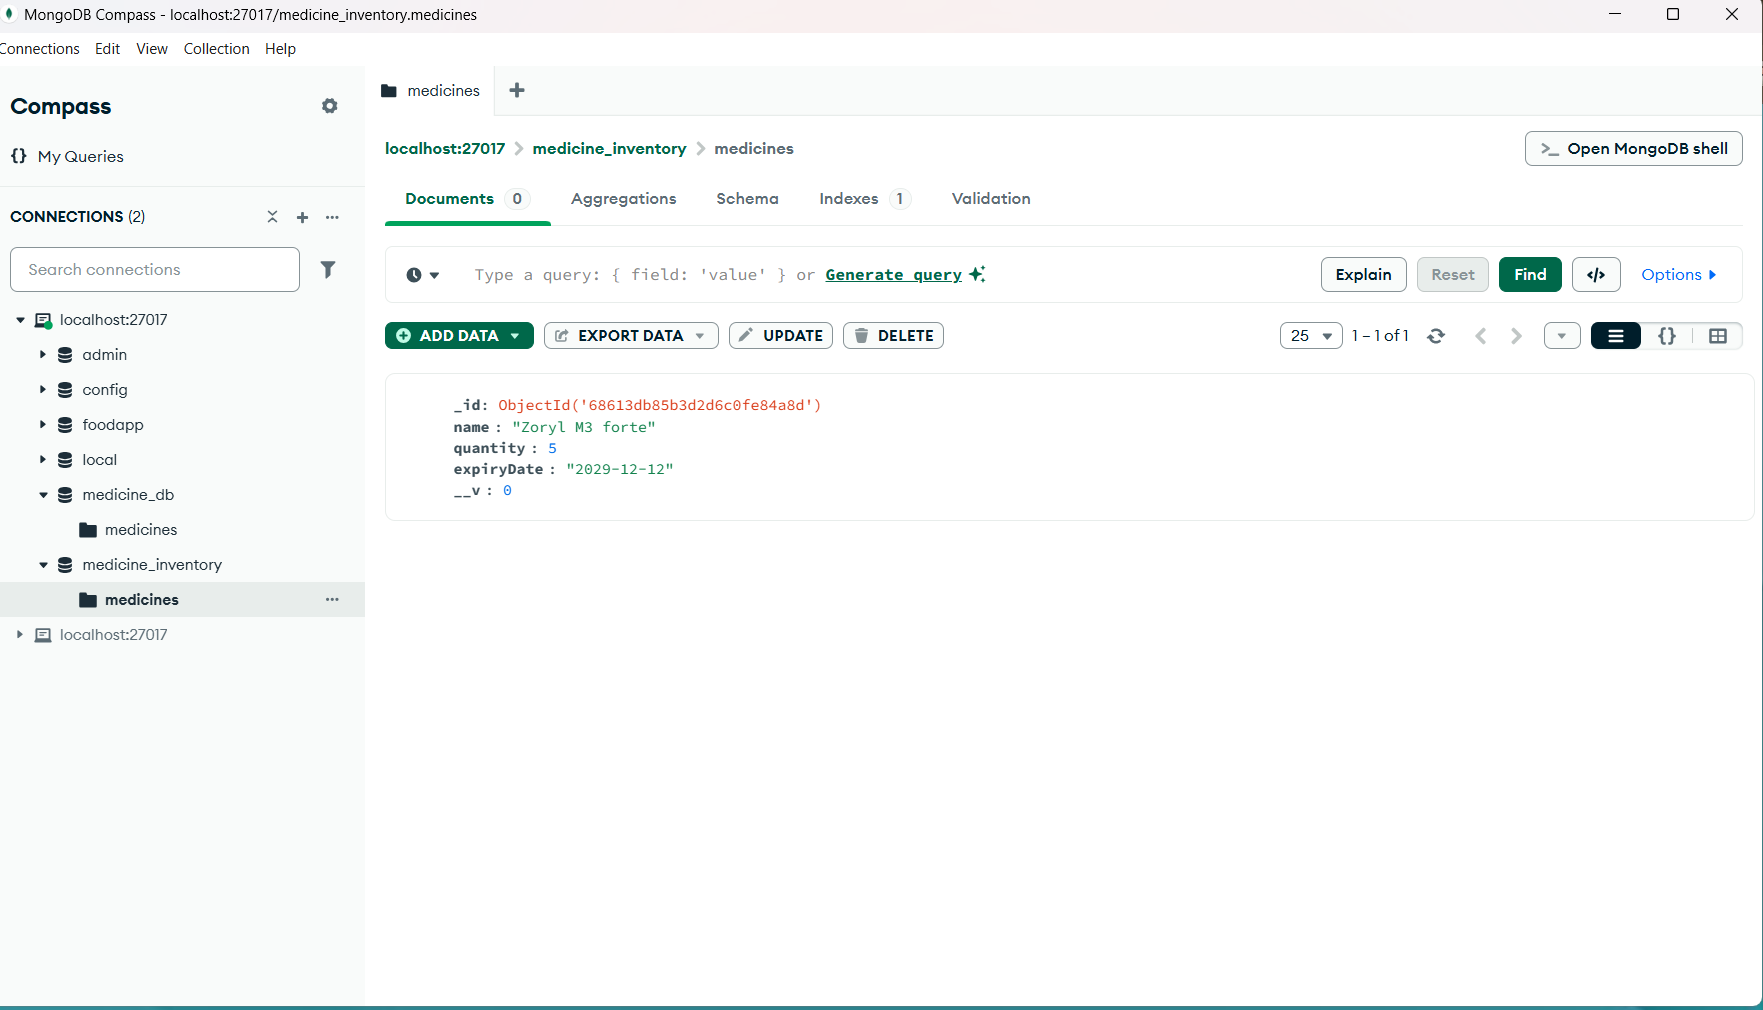 MongoDB Compass - localhost:27017/medicine_inventory.medicines
Connections Edit View Collection Help
Compass
{} My Queries
CONNECTIONS (2)
Search connections
localhost:27017
admin
config
foodapp
local
medicine_db
medicines
medicine_inventory
medicines
localhost:27017
medicines
localhost:27017 > medicine_inventory > medicines
>_ Open MongoDB shell
Documents 0 Aggregations Schema Indexes 1 Validation
Type a query: { field: 'value' } or Generate query
Explain Reset Find </> Options
ADD DATA EXPORT DATA UPDATE DELETE
25 1 – 1 of 1 {}
_id: ObjectId('68613db85b3d2d6c0fe84a8d')
name : "Zoryl M3 forte"
quantity : 5
expiryDate : "2029-12-12"
__v : 0